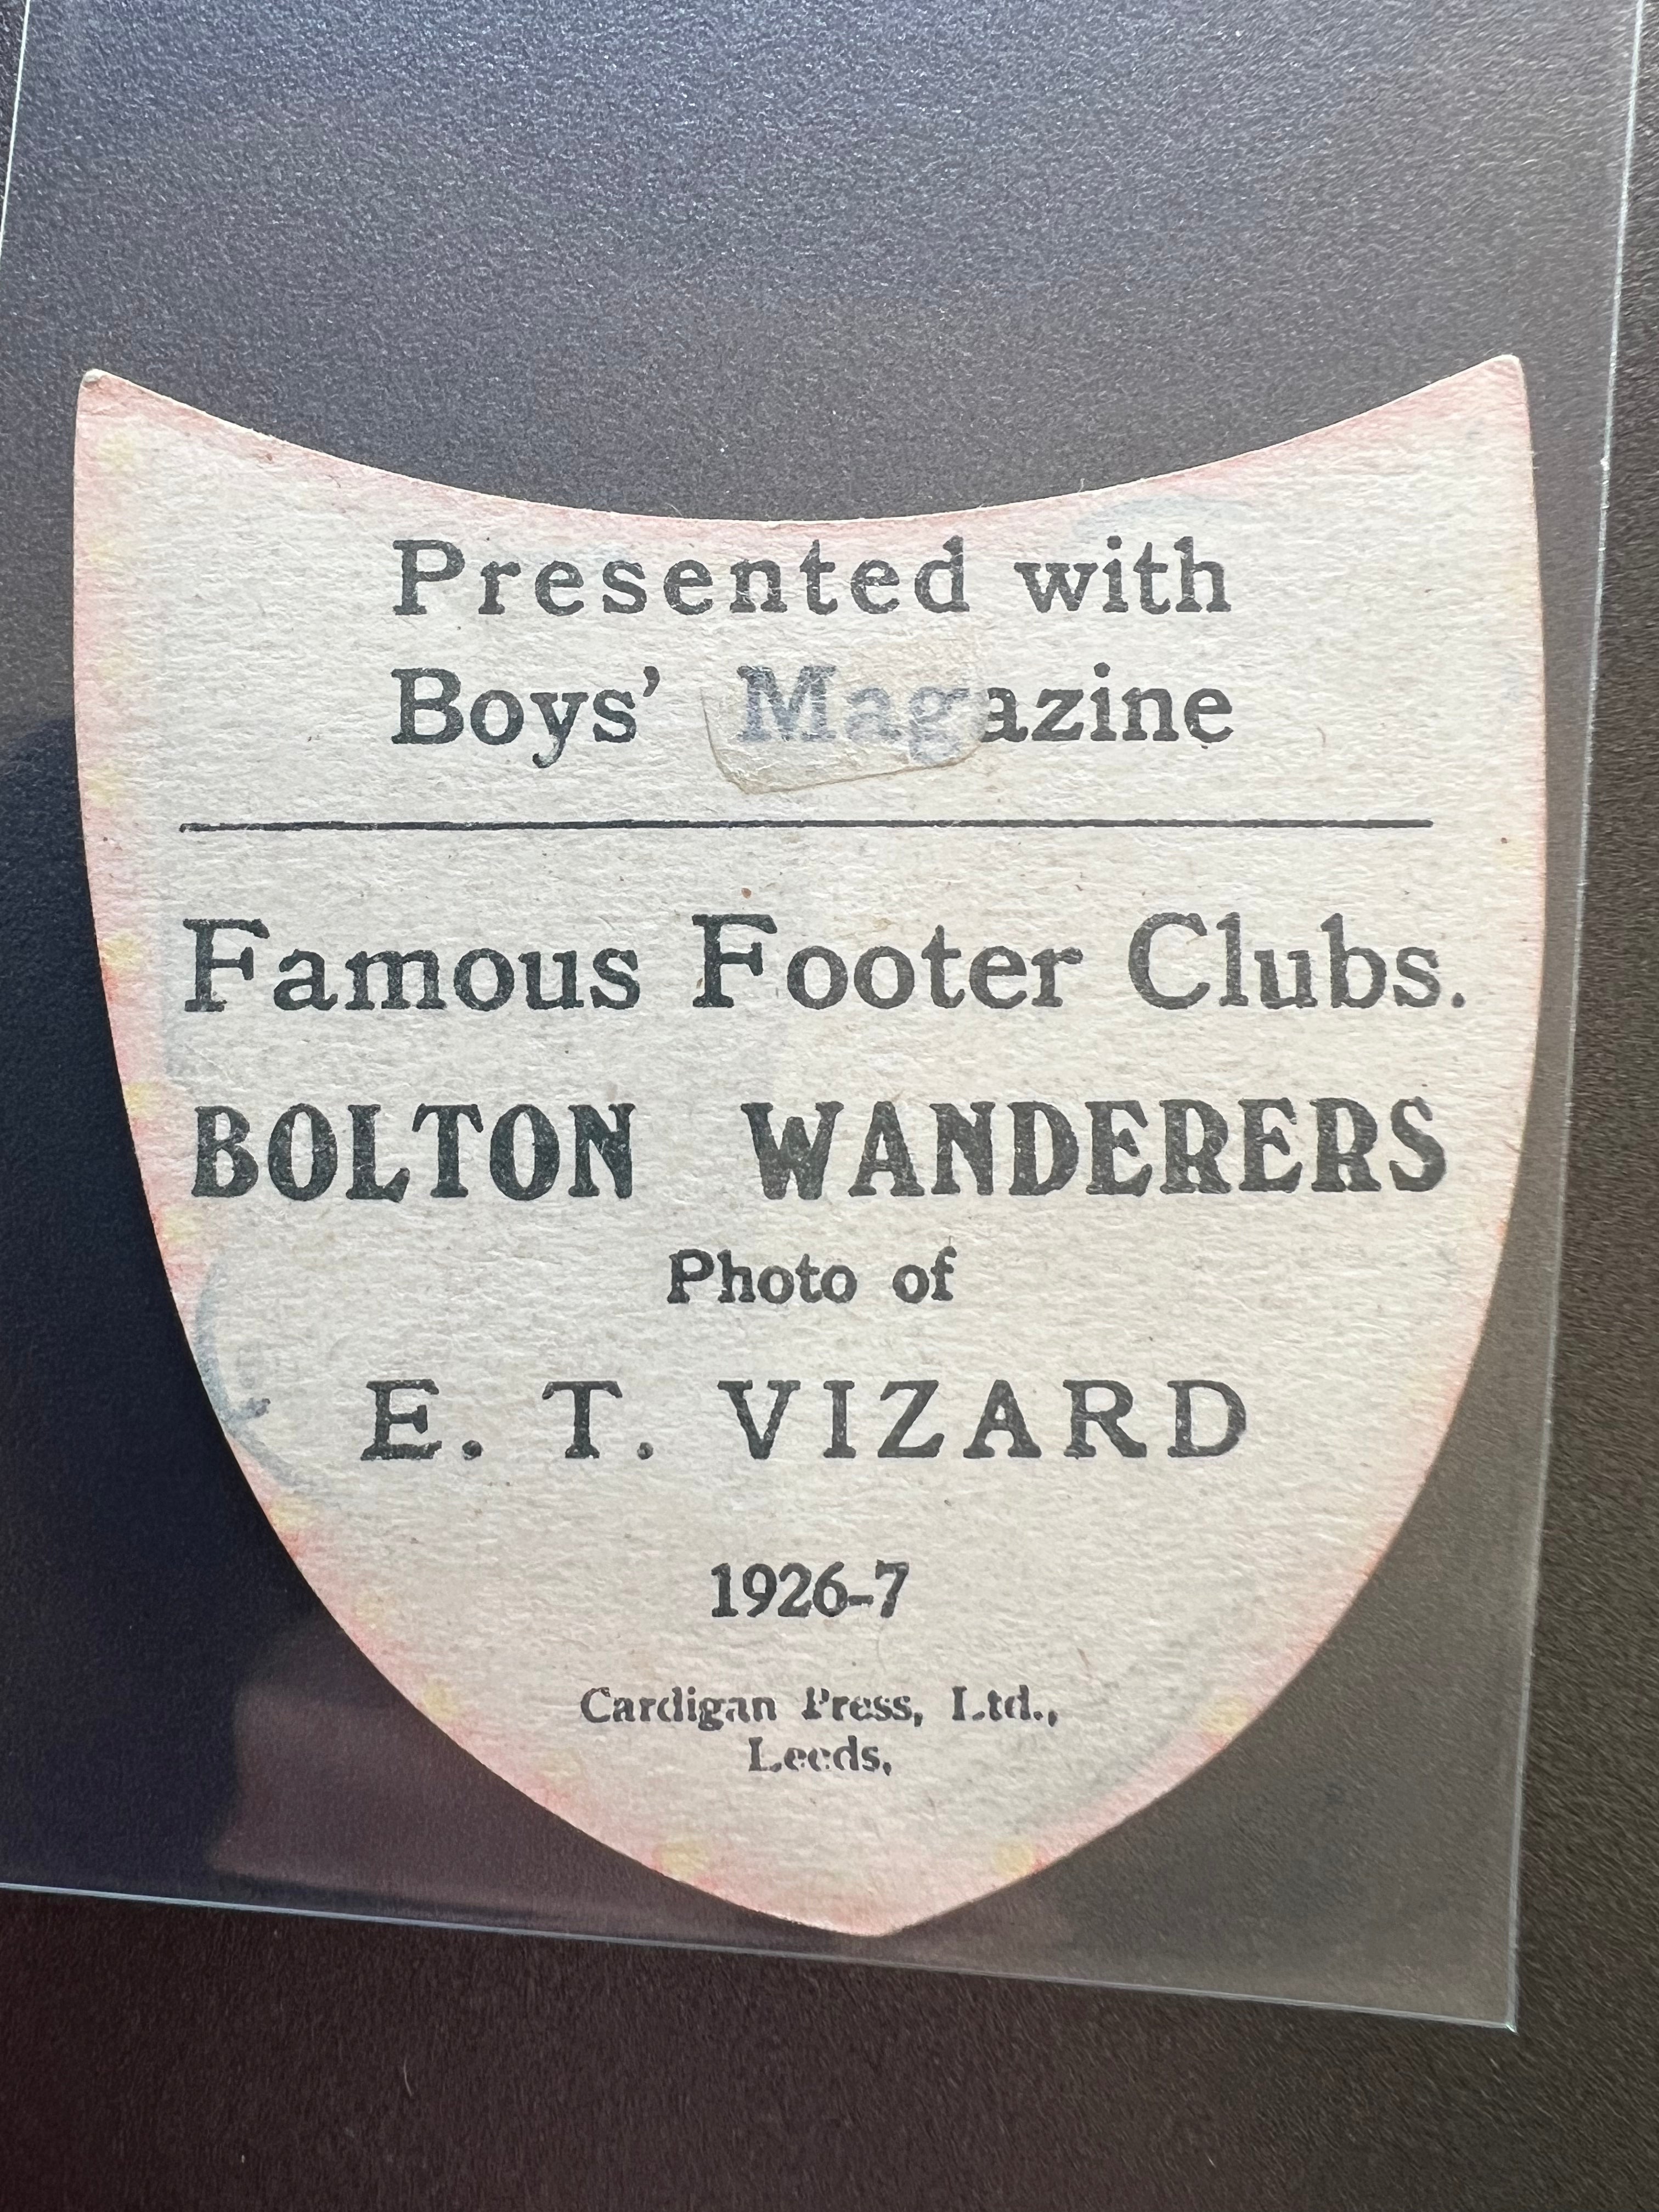 Presented with
Boys' Magazine
Famous Footer Clubs.
BOLTON WANDERERS
Photo of
E. T. VIZARD
1926-7
Cardigan Press, Ltd.,
Leeds.